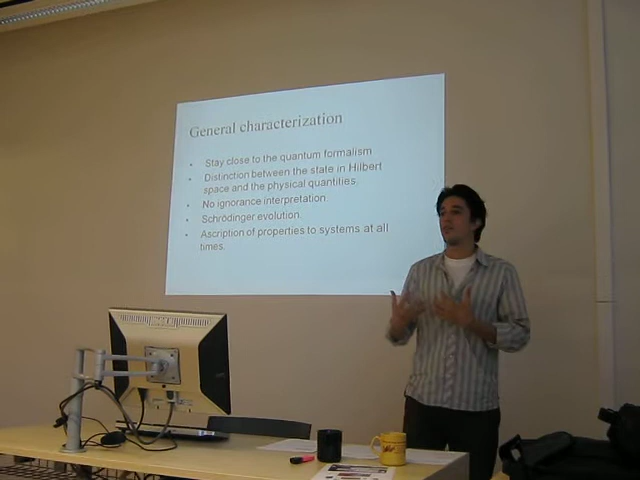 General characterization
• Stay close to the quantum formalism
• Distinction between the state in Hilbert
space and the physical quantities
• No ignorance interpretation
• Schrödinger evolution
• Ascription of properties to systems at all
times.